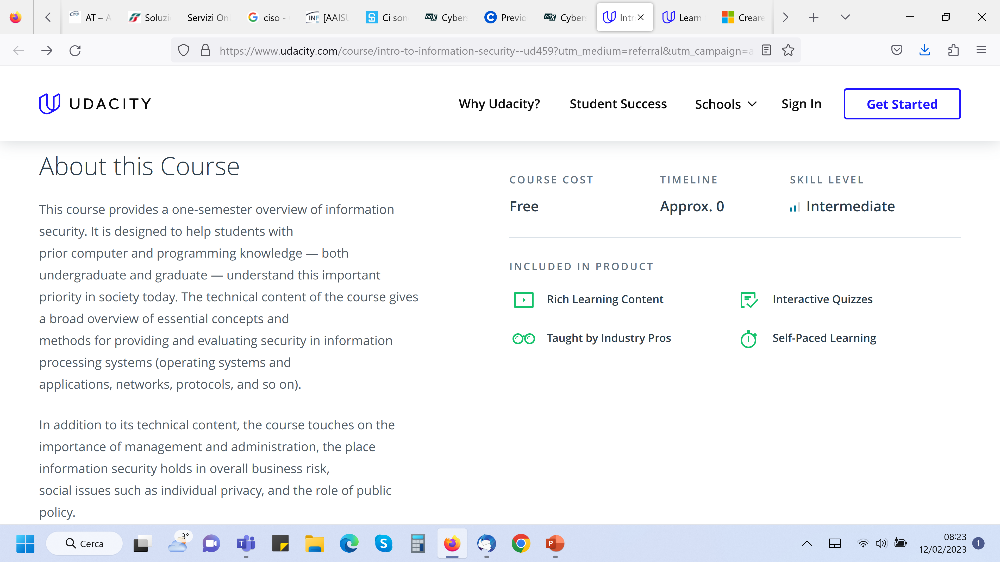 AT – A
Soluzi
Servizi Onl
ciso -
[AAISU
Ci son
Cybers
Previo
Cybers
Intr
Learn
Creare
https://www.udacity.com/course/intro-to-information-security--ud459?utm_medium=referral&utm_campaign=a
UDACITY
Why Udacity?
Student Success
Schools
Sign In
Get Started
About this Course
This course provides a one-semester overview of information
security. It is designed to help students with
prior computer and programming knowledge — both
undergraduate and graduate — understand this important
priority in society today. The technical content of the course gives
a broad overview of essential concepts and
methods for providing and evaluating security in information
processing systems (operating systems and
applications, networks, protocols, and so on).
In addition to its technical content, the course touches on the
importance of management and administration, the place
information security holds in overall business risk,
social issues such as individual privacy, and the role of public
policy.
COURSE COST
Free
TIMELINE
Approx. 0
SKILL LEVEL
Intermediate
INCLUDED IN PRODUCT
Rich Learning Content
Interactive Quizzes
Taught by Industry Pros
Self-Paced Learning
Cerca
-3°
08:23
12/02/2023
1